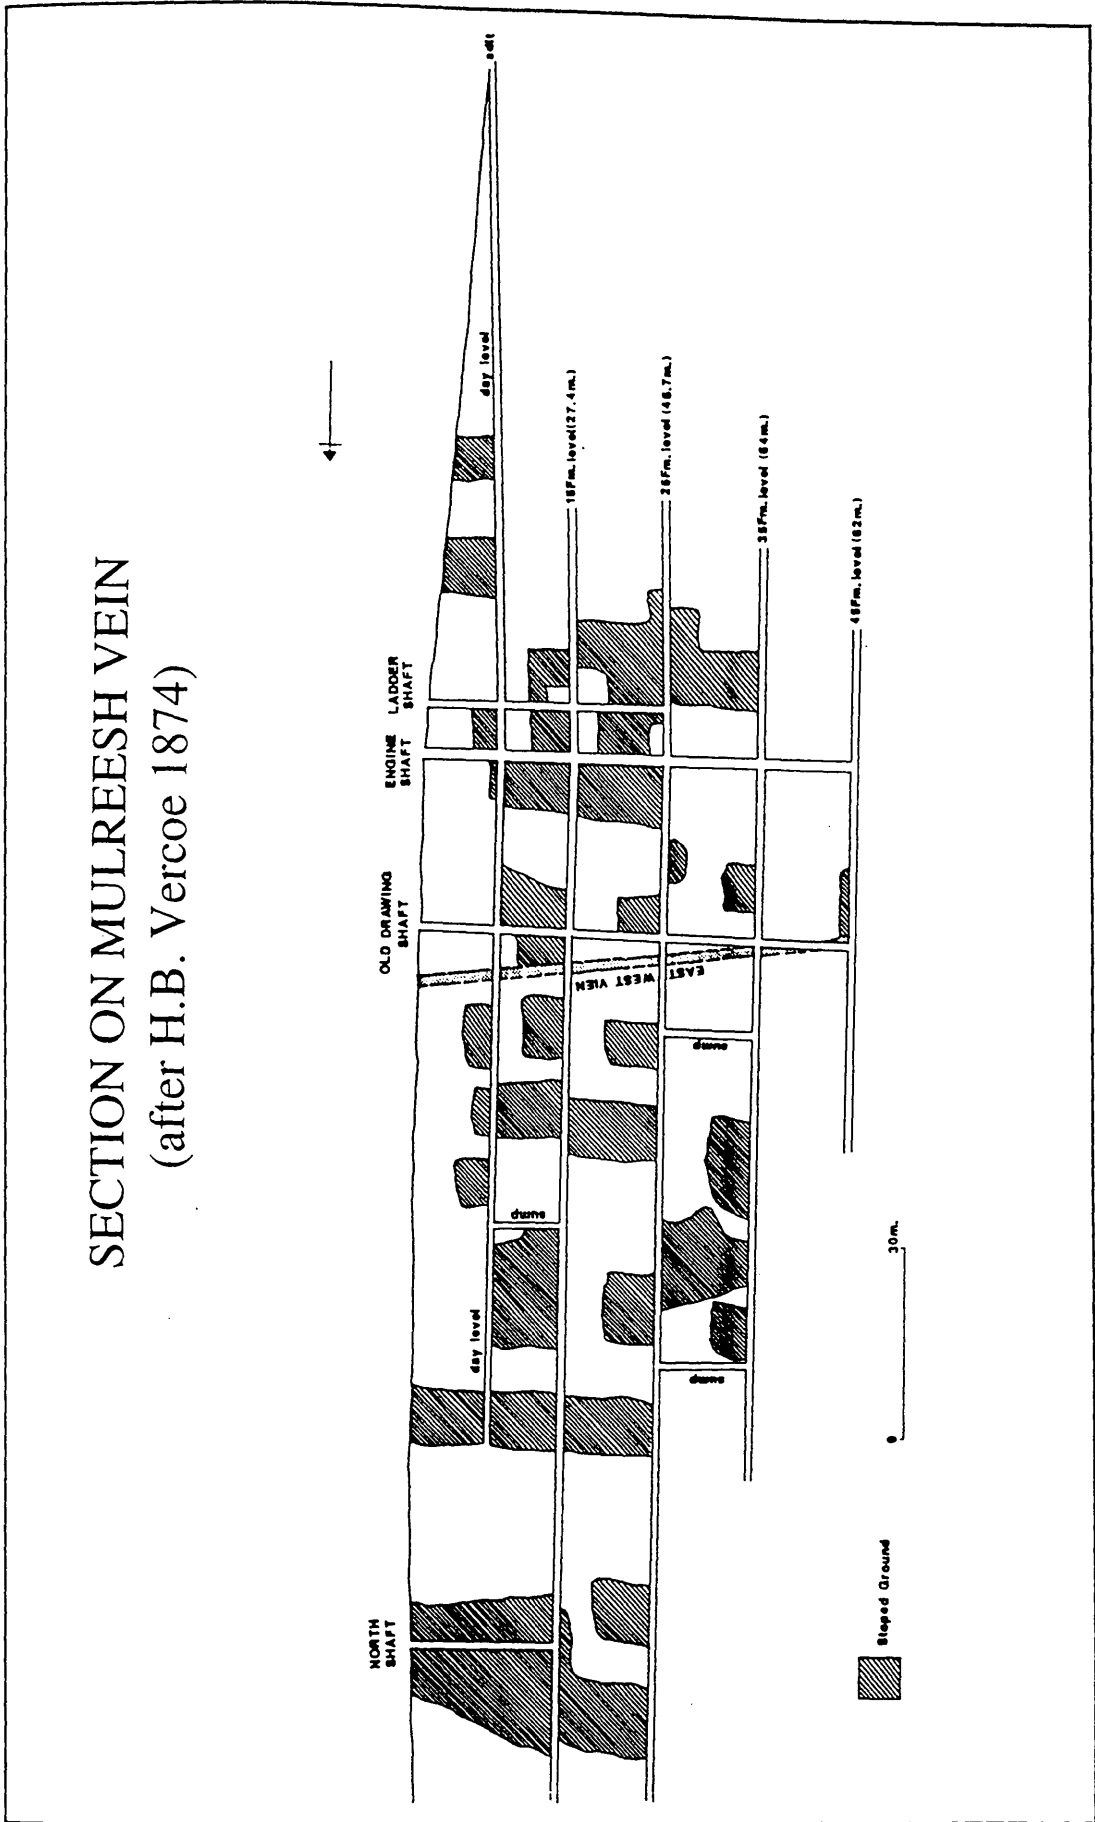 SECTION ON MULREESH VEIN
(after H.B. Vercoe 1874)
NORTH
SHAFT
OLD DRAWING
SHAFT
ENGINE
SHAFT
LADDER
SHAFT
adit
day level
day level
sump
EAST WEST VIEN
15Fm. level (27.4m.)
sump
sump
25Fm. level (45.7m.)
35Fm. level (64m.)
45Fm. level (82m.)
Stoped Ground
0
30m.